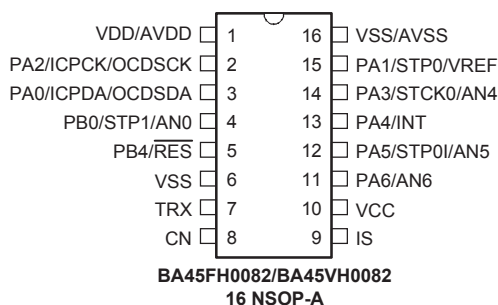 VDD/AVDD 1 16 VSS/AVSS
PA2/ICPCK/OCDSCK 2 15 PA1/STP0/VREF
PA0/ICPDA/OCDSDA 3 14 PA3/STCK0/AN4
PB0/STP1/AN0 4 13 PA4/INT
PB4/RES 5 12 PA5/STP0I/AN5
VSS 6 11 PA6/AN6
TRX 7 10 VCC
CN 8 9 IS
BA45FH0082/BA45VH0082
16 NSOP-A